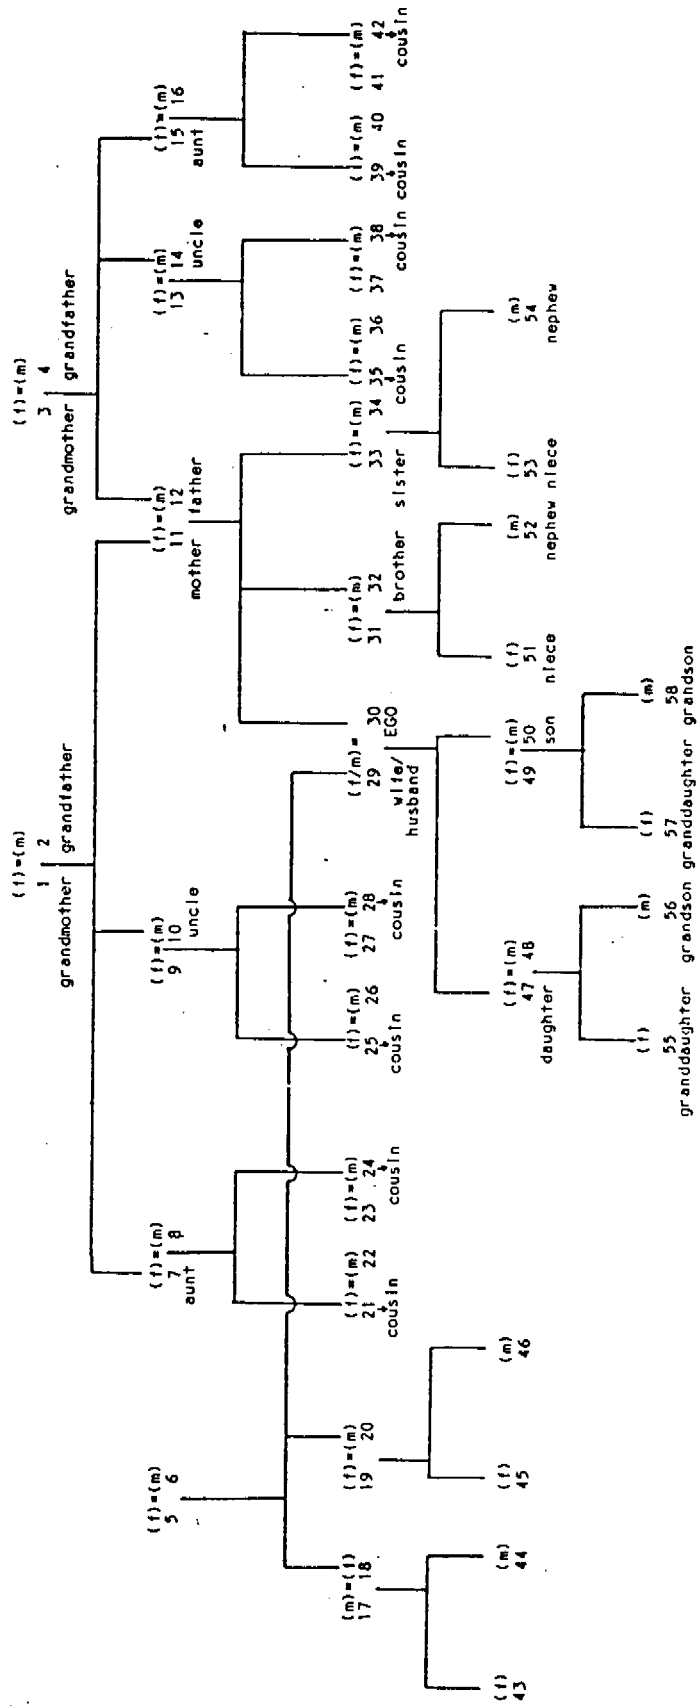 (f)=(m) (f)=(m)
1 2 3 4
grandmother grandfather grandmother grandfather
(f)=(m) (f)=(m) (f)=(m) (f)=(m) (f)=(m) (f)=(m)
5 6 7 8 9 10 11 12 13 14 15 16
aunt uncle mother father uncle aunt
(m)=(f) (f)=(m) (f)=(m) (f)=(m) (f)=(m) (f)=(m) (f/m)= (f)=(m) (f)=(m) (f)=(m) (f)=(m) (f)=(m) (f)=(m)
17 18 19 20 21 22 23 24 25 26 27 28 29 30 31 32 33 34 35 36 37 38 39 40 41 42
cousin cousin cousin cousin wife/ EGO brother sister cousin cousin cousin cousin
husband
(f) (m) (f) (m) (f)=(m) (f)=(m) (f) (m) (f) (m)
43 44 45 46 47 48 49 50 51 52 53 54
daughter son niece nephew niece nephew
(f) (m) (f) (m)
55 56 57 58
granddaughter grandson granddaughter grandson